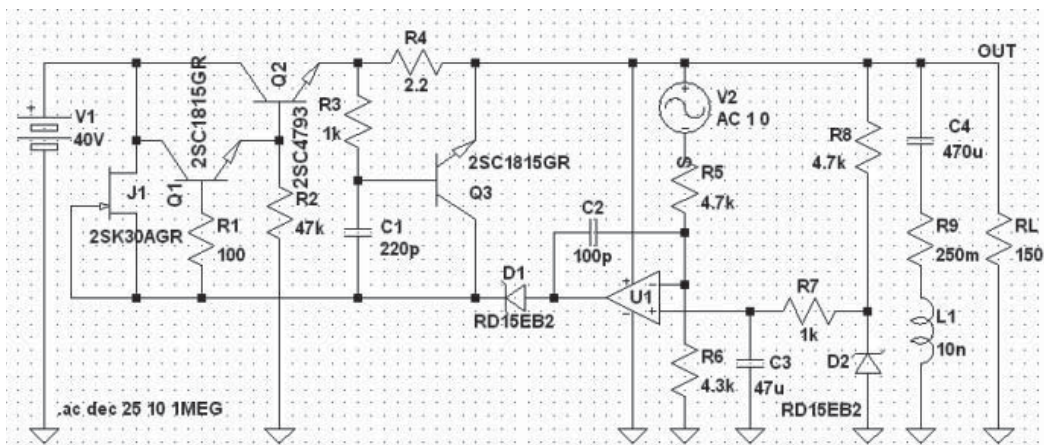 V1
40V
2SC1815GR
Q1
Q2
2SC4793
J1
2SK30AGR
R1
100
R2
47k
R3
1k
R4
2.2
C1
220p
2SC1815GR
Q3
D1
RD15EB2
C2
100p
U1
V2
AC 1 0
S
R5
4.7k
R6
4.3k
R7
1k
C3
47u
R8
4.7k
D2
RD15EB2
OUT
C4
470u
R9
250m
L1
10n
RL
150
.ac dec 25 10 1MEG